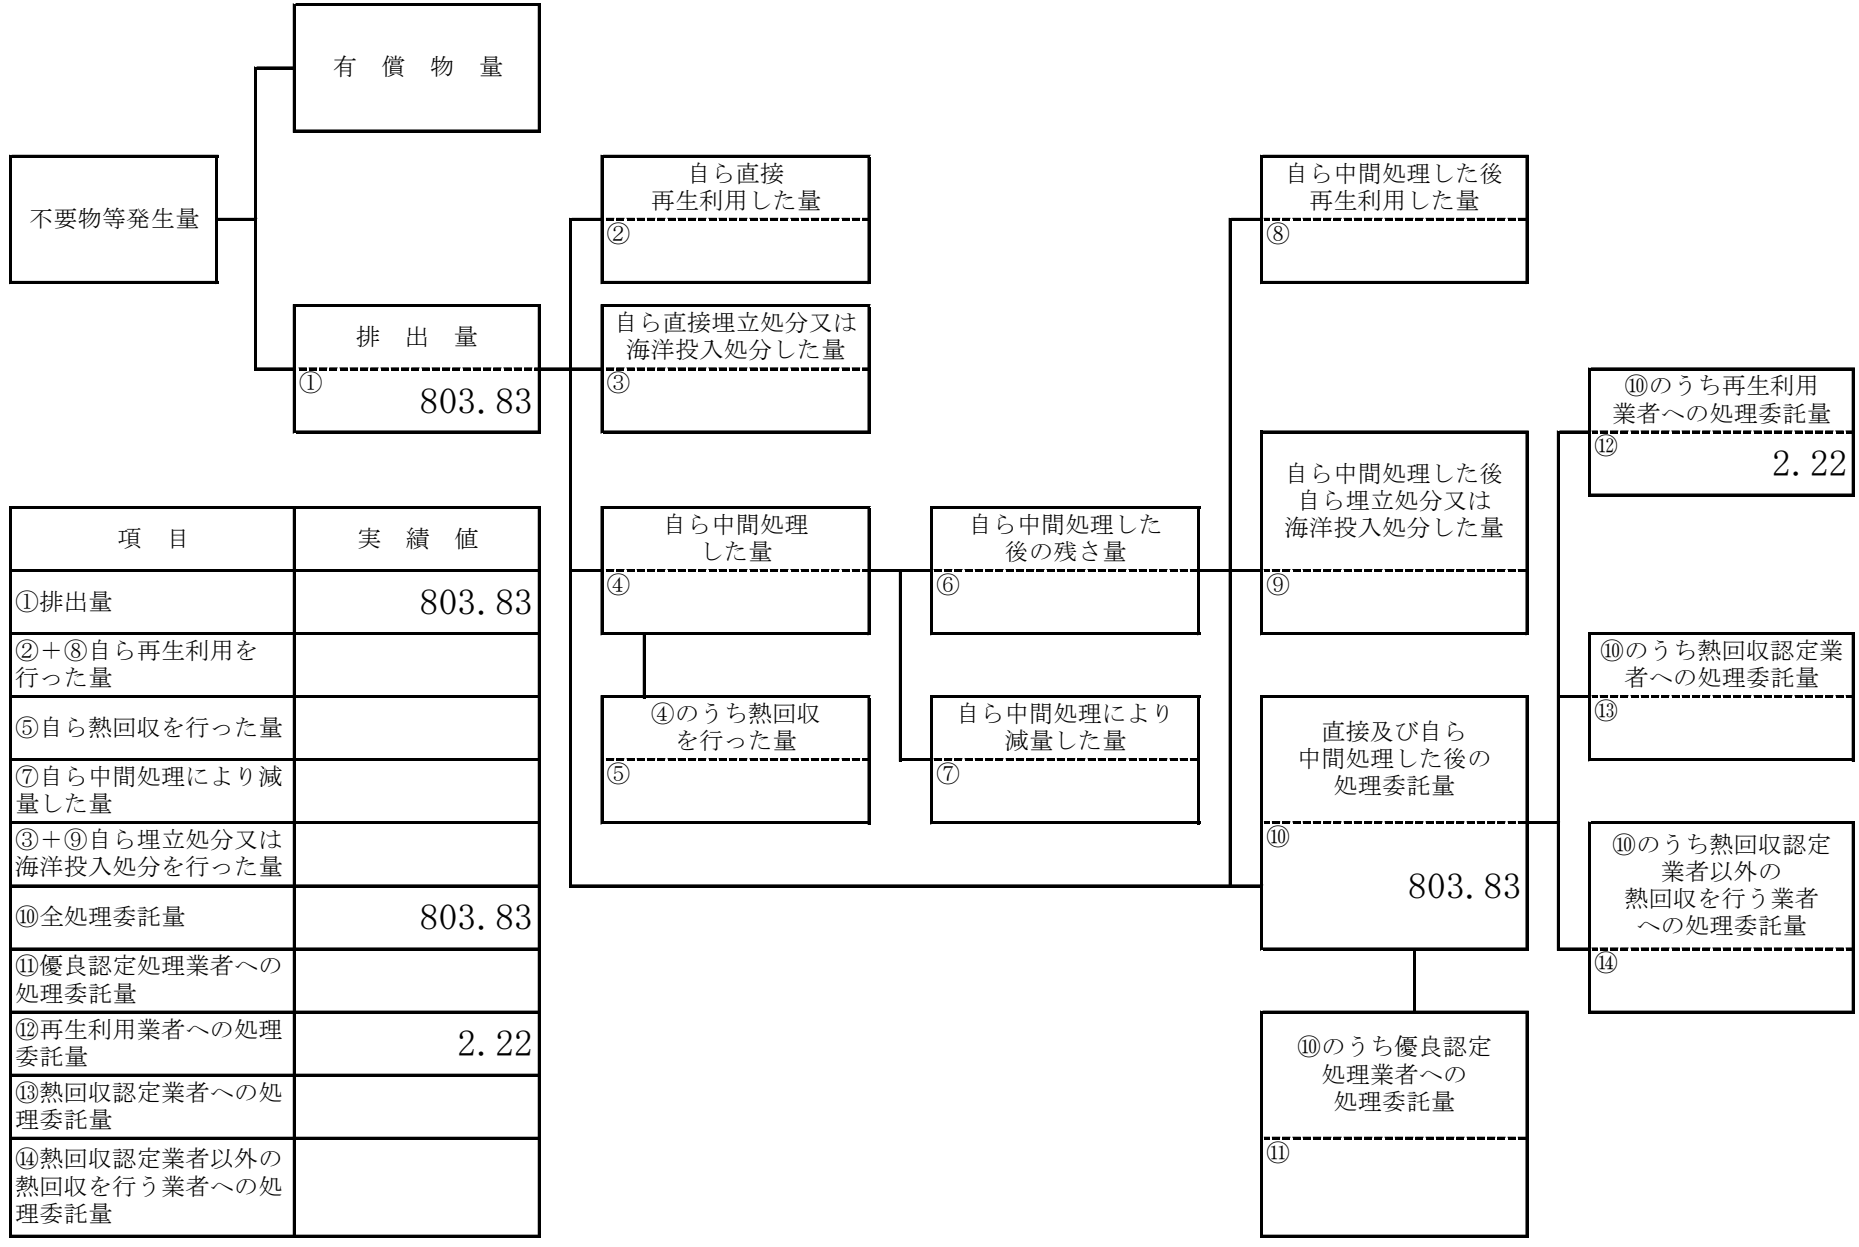 有　償　物　量
不要物等発生量
排　出　量
①
803.83
自ら直接
再生利用した量
②
自ら直接埋立処分又は
海洋投入処分した量
③
自ら中間処理
した量
④
④のうち熱回収
を行った量
⑤
自ら中間処理した
後の残さ量
⑥
自ら中間処理により
減量した量
⑦
自ら中間処理した後
再生利用した量
⑧
自ら中間処理した後
自ら埋立処分又は
海洋投入処分した量
⑨
直接及び自ら
中間処理した後の
処理委託量
⑩
803.83
⑩のうち優良認定
処理業者への
処理委託量
⑪
⑩のうち再生利用
業者への処理委託量
⑫
2.22
⑩のうち熱回収認定業
者への処理委託量
⑬
⑩のうち熱回収認定
業者以外の
熱回収を行う業者
への処理委託量
⑭
項　目　実　績　値
①排出量　803.83
②＋⑧自ら再生利用を
行った量
⑤自ら熱回収を行った量
⑦自ら中間処理により減
量した量
③＋⑨自ら埋立処分又は
海洋投入処分を行った量
⑩全処理委託量　803.83
⑪優良認定処理業者への
処理委託量
⑫再生利用業者への処理
委託量　2.22
⑬熱回収認定業者への処
理委託量
⑭熱回収認定業者以外の
熱回収を行う業者への処
理委託量